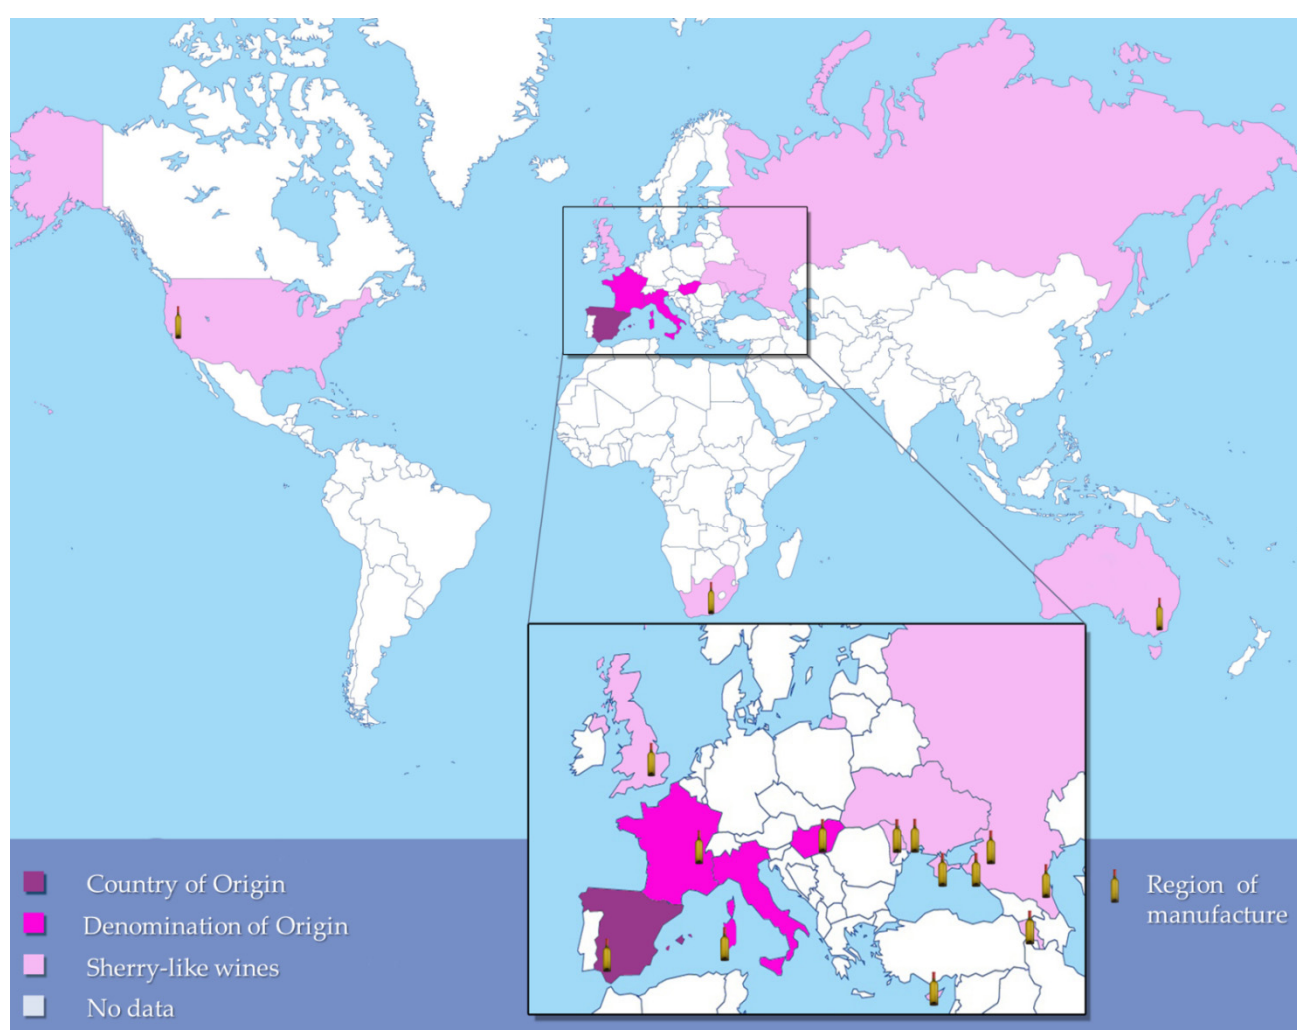 Country of Origin
Denomination of Origin
Sherry-like wines
No data
Region of
manufacture